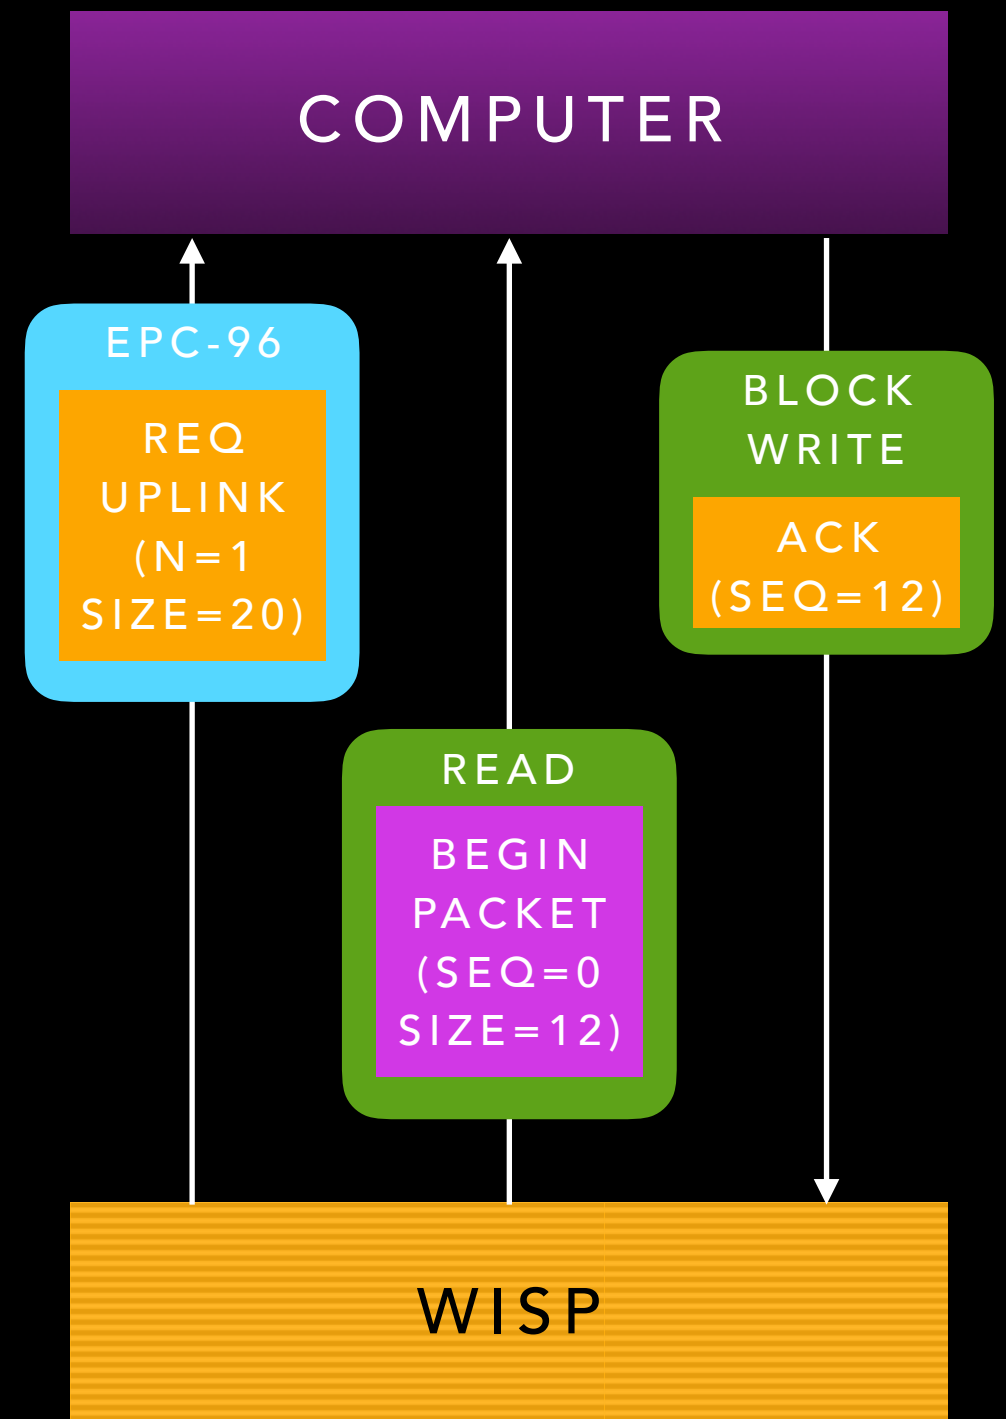 COMPUTER
EPC-96
REQ
UPLINK
(N=1
SIZE=20)
READ
BEGIN
PACKET
(SEQ=0
SIZE=12)
BLOCK
WRITE
ACK
(SEQ=12)
WISP